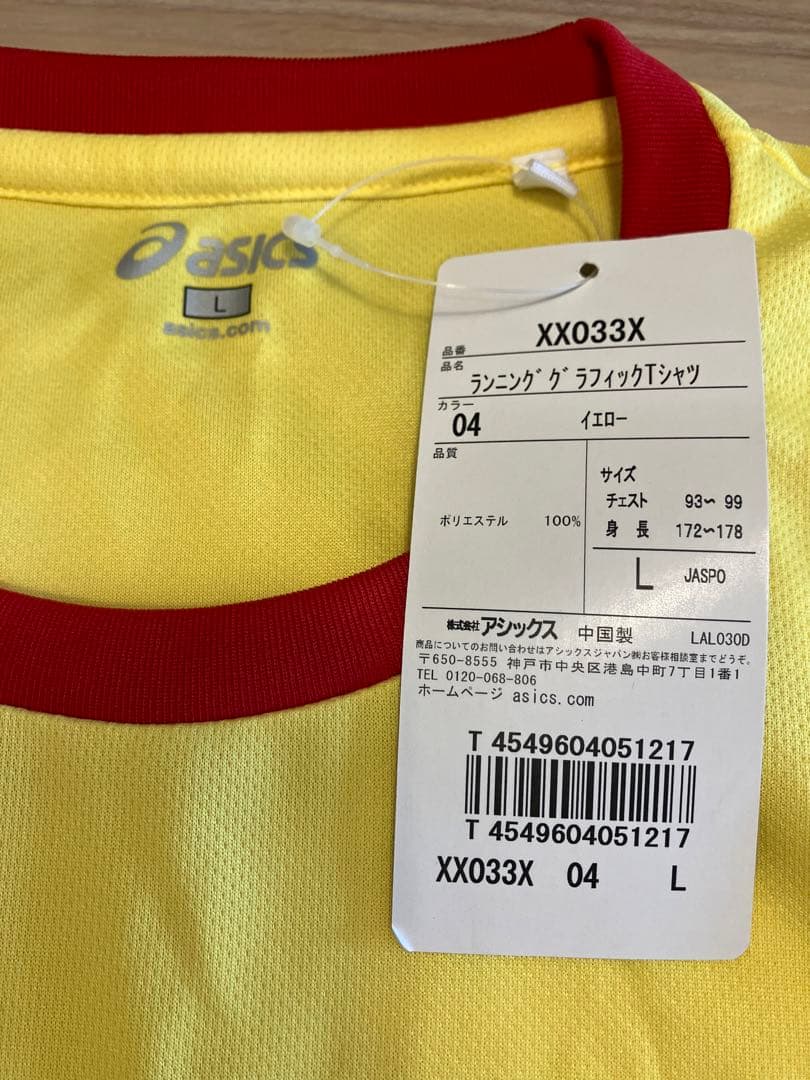 asics
L
asics.com
品番 XX033X
品名 ランニンググラフィックTシャツ
カラー
04 イエロー
品質
ポリエステル 100%
サイズ
チェスト 93〜 99
身 長 172〜178
L JASPO
株式会社アシックス 中国製 LAL030D
商品についてのお問い合わせはアシックスジャパン㈱お客様相談室までどうぞ。
〒650-8555 神戸市中央区港島中町7丁目1番1
TEL 0120-068-806
ホームページ asics.com
T 4549604051217
T 4549604051217
XX033X 04 L